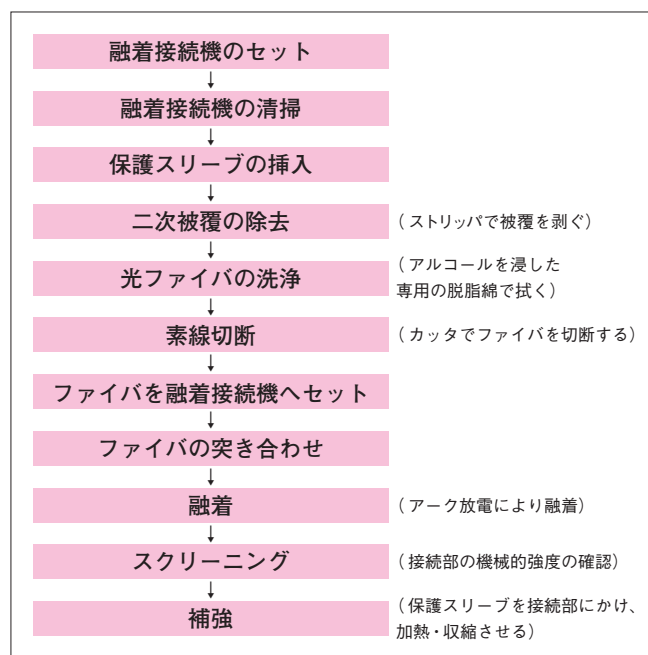 融着接続機のセット
↓
融着接続機の清掃
↓
保護スリーブの挿入
↓
二次被覆の除去
(ストリッパで被覆を剥ぐ)
↓
光ファイバの洗浄
(アルコールを浸した
専用の脱脂綿で拭く)
↓
素線切断
(カッタでファイバを切断する)
↓
ファイバを融着接続機へセット
↓
ファイバの突き合わせ
↓
融着
(アーク放電により融着)
↓
スクリーニング
(接続部の機械的強度の確認)
↓
補強
(保護スリーブを接続部にかけ、
加熱・収縮させる)